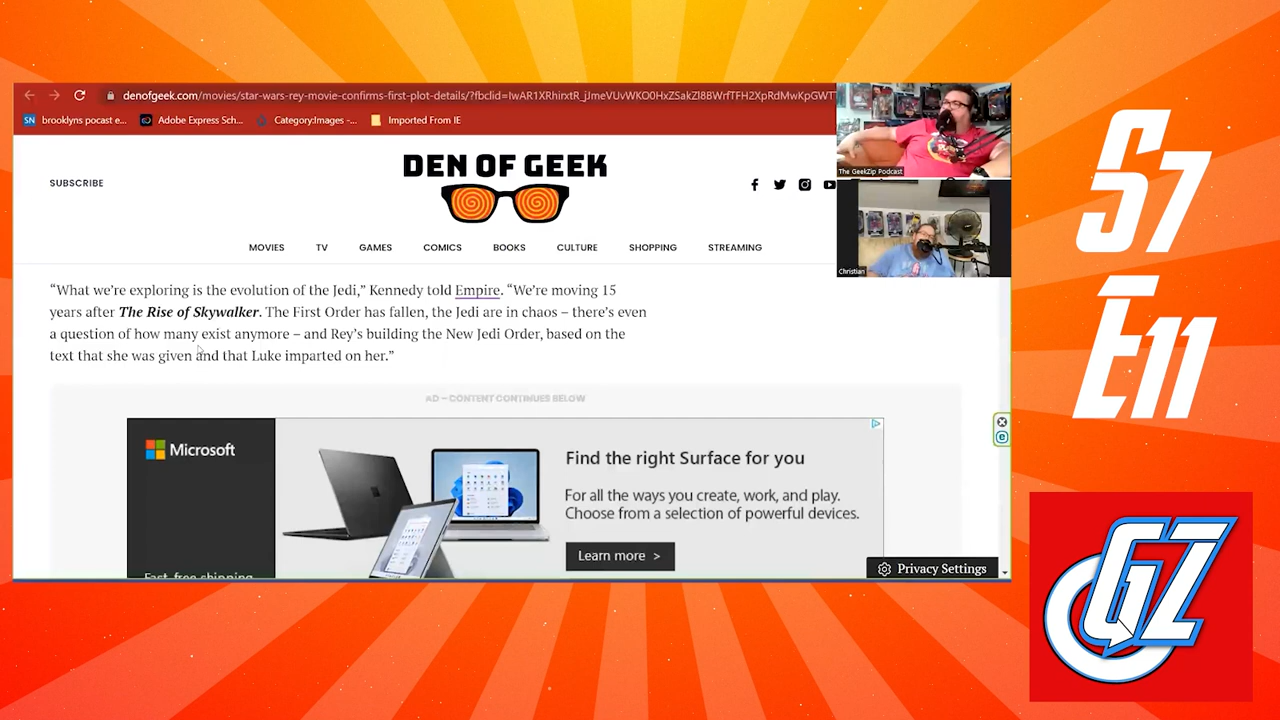 denofgeek.com/movies/star-wars-rey-movie-confirms-first-plot-details/?fbclid=IwAR1XRhirxtR_jJmeVUvWKO0HxZSakZl8BWrfTFH2XpRdMwKpGWT
SN brooklyns pocast e... Adobe Express Sch... Category:Images -... Imported From IE
The GeekZip Podcast
Christian
SUBSCRIBE
DEN OF GEEK
MOVIES TV GAMES COMICS BOOKS CULTURE SHOPPING STREAMING
“What we’re exploring is the evolution of the Jedi,” Kennedy told Empire. “We’re moving 15
years after The Rise of Skywalker. The First Order has fallen, the Jedi are in chaos – there’s even
a question of how many exist anymore – and Rey’s building the New Jedi Order, based on the
text that she was given and that Luke imparted on her.”
AD – CONTENT CONTINUES BELOW
Microsoft
Find the right Surface for you
For all the ways you create, work, and play.
Choose from a selection of powerful devices.
Learn more >
Fast, free shipping
Privacy Settings
S7
E11
GZ